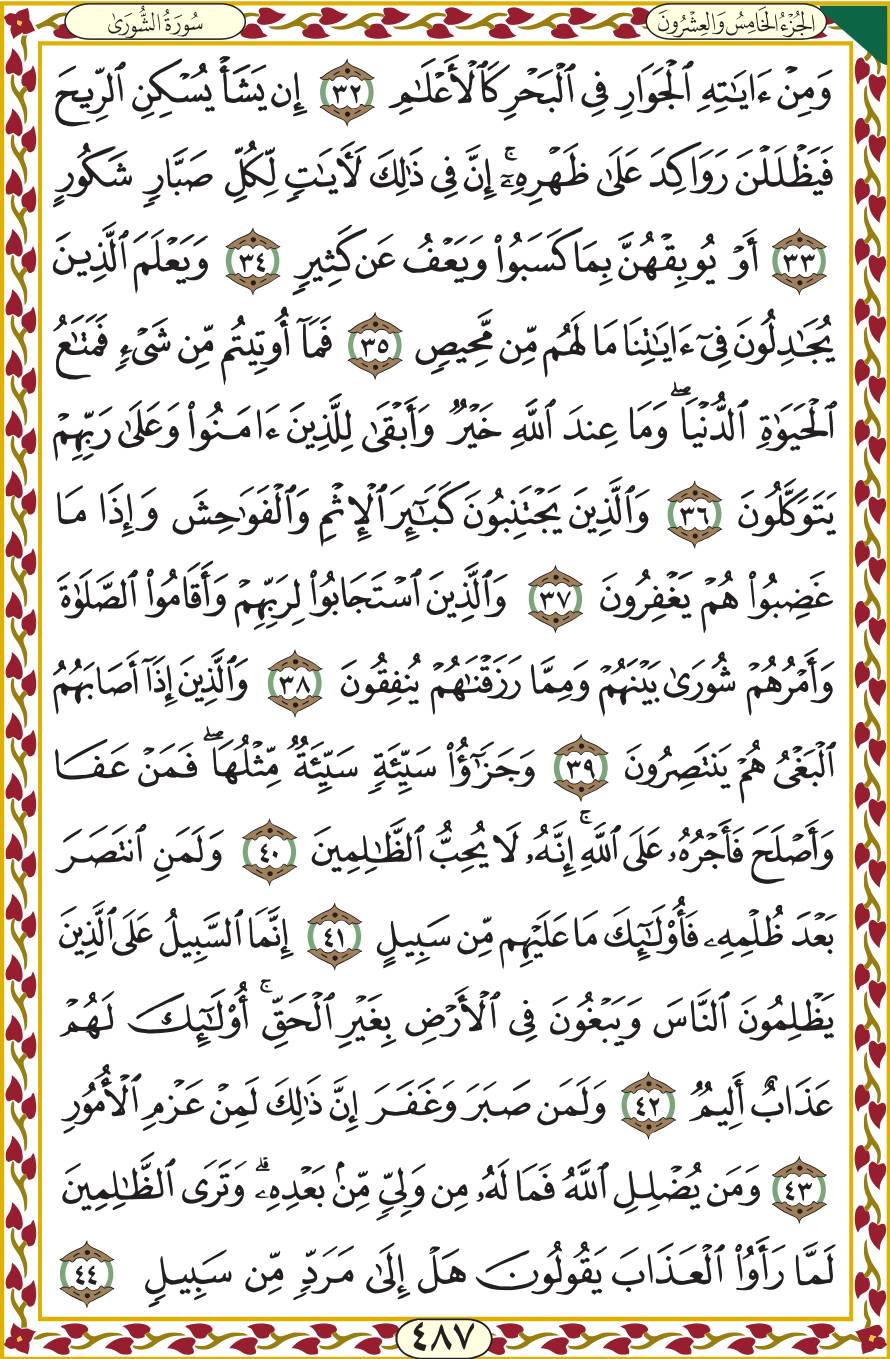 الجُزْءُ الخَامِسُ وَالعِشْرُونَ
سُورَةُ الشُّورَىٰ
وَمِنْ ءَايَٰتِهِ ٱلْجَوَارِ فِى ٱلْبَحْرِ كَٱلْأَعْلَٰمِ ٣٢ إِن يَشَأْ يُسْكِنِ ٱلرِّيحَ
فَيَظْلَلْنَ رَوَاكِدَ عَلَىٰ ظَهْرِهِۦٓ ۚ إِنَّ فِى ذَٰلِكَ لَءَايَٰتٍ لِّكُلِّ صَبَّارٍ شَكُورٍ
٣٣ أَوْ يُوبِقْهُنَّ بِمَا كَسَبُوا۟ وَيَعْفُ عَن كَثِيرٍ ٣٤ وَيَعْلَمَ ٱلَّذِينَ
يُجَٰدِلُونَ فِىٓ ءَايَٰتِنَا مَا لَهُم مِّن مَّحِيصٍ ٣٥ فَمَآ أُوتِيتُم مِّن شَىْءٍ فَمَتَٰعُ
ٱلْحَيَوٰةِ ٱلدُّنْيَا ۖ وَمَا عِندَ ٱللَّهِ خَيْرٌ وَأَبْقَىٰ لِلَّذِينَ ءَامَنُوا۟ وَعَلَىٰ رَبِّهِمْ
يَتَوَكَّلُونَ ٣٦ وَٱلَّذِينَ يَجْتَنِبُونَ كَبَٰٓئِرَ ٱلْإِثْمِ وَٱلْفَوَٰحِشَ وَإِذَا مَا
غَضِبُوا۟ هُمْ يَغْفِرُونَ ٣٧ وَٱلَّذِينَ ٱسْتَجَابُوا۟ لِرَبِّهِمْ وَأَقَامُوا۟ ٱلصَّلَوٰةَ
وَأَمْرُهُمْ شُورَىٰ بَيْنَهُمْ وَمِمَّا رَزَقْنَٰهُمْ يُنفِقُونَ ٣٨ وَٱلَّذِينَ إِذَآ أَصَابَهُمُ
ٱلْبَغْىُ هُمْ يَنتَصِرُونَ ٣٩ وَجَزَٰٓؤُا۟ سَيِّئَةٍ سَيِّئَةٌ مِّثْلُهَا ۖ فَمَنْ عَفَا
وَأَصْلَحَ فَأَجْرُهُۥ عَلَى ٱللَّهِ ۚ إِنَّهُۥ لَا يُحِبُّ ٱلظَّٰلِمِينَ ٤٠ وَلَمَنِ ٱنتَصَرَ
بَعْدَ ظُلْمِهِۦ فَأُو۟لَٰٓئِكَ مَا عَلَيْهِم مِّن سَبِيلٍ ٤١ إِنَّمَا ٱلسَّبِيلُ عَلَى ٱلَّذِينَ
يَظْلِمُونَ ٱلنَّاسَ وَيَبْغُونَ فِى ٱلْأَرْضِ بِغَيْرِ ٱلْحَقِّ ۚ أُو۟لَٰٓئِكَ لَهُمْ
عَذَابٌ أَلِيمٌ ٤٢ وَلَمَن صَبَرَ وَغَفَرَ إِنَّ ذَٰلِكَ لَمِنْ عَزْمِ ٱلْأُمُورِ
٤٣ وَمَن يُضْلِلِ ٱللَّهُ فَمَا لَهُۥ مِن وَلِىٍّ مِّنۢ بَعْدِهِۦ ۗ وَتَرَى ٱلظَّٰلِمِينَ
لَمَّا رَأَوُا۟ ٱلْعَذَابَ يَقُولُونَ هَلْ إِلَىٰ مَرَدٍّ مِّن سَبِيلٍ ٤٤
٤٨٧